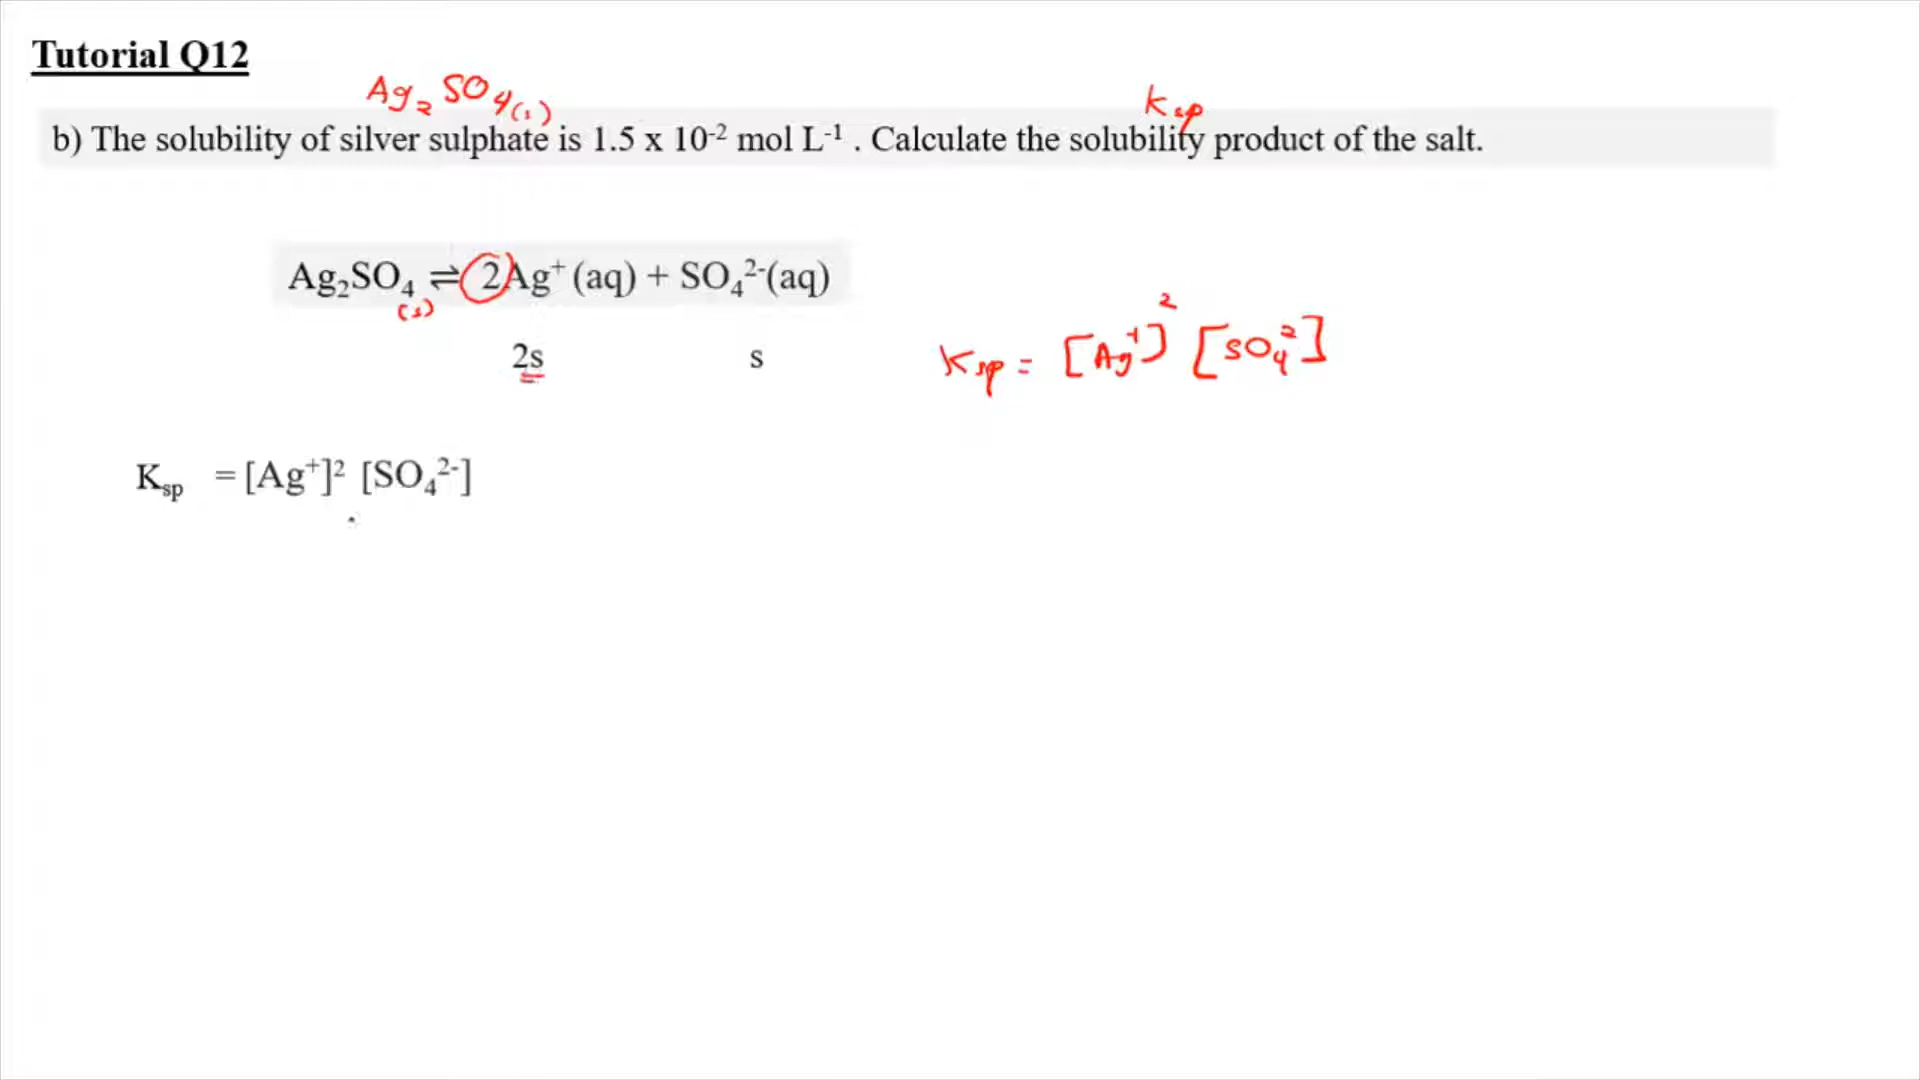 Tutorial Q12
Ag₂SO₄(s)
Ksp
b) The solubility of silver sulphate is 1.5 x 10⁻² mol L⁻¹ . Calculate the solubility product of the salt.
Ag₂SO₄ ⇌ 2Ag⁺ (aq) + SO₄²⁻(aq)
(s)
2s s
Ksp = [Ag⁺]² [SO₄²]
Ksp = [Ag⁺]² [SO₄²⁻]